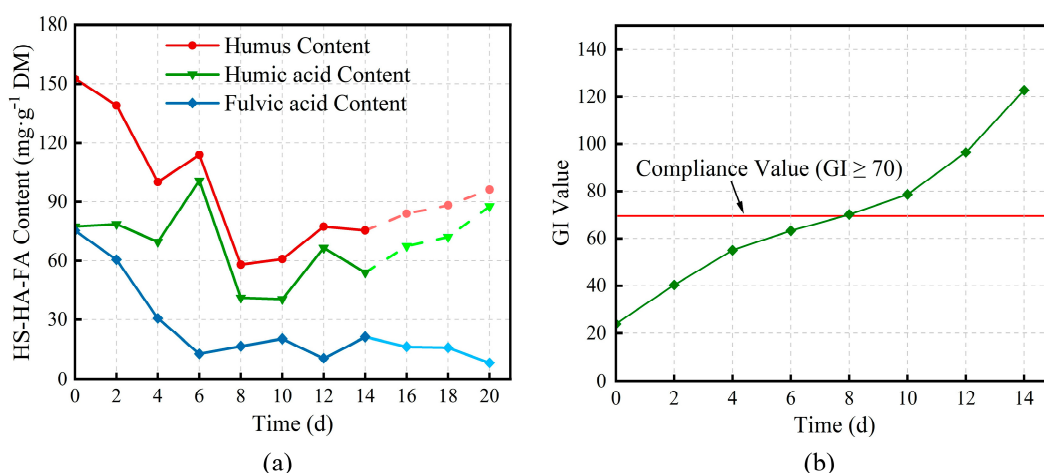 (a)
HS-HA-FA Content (mg·g⁻¹ DM)
180
150
120
90
60
30
0
Humus Content
Humic acid Content
Fulvic acid Content
0 2 4 6 8 10 12 14 16 18 20
Time (d)
(a)
(b)
GI Value
140
120
100
80
60
40
20
0
Compliance Value (GI ≥ 70)
0 2 4 6 8 10 12 14
Time (d)
(b)